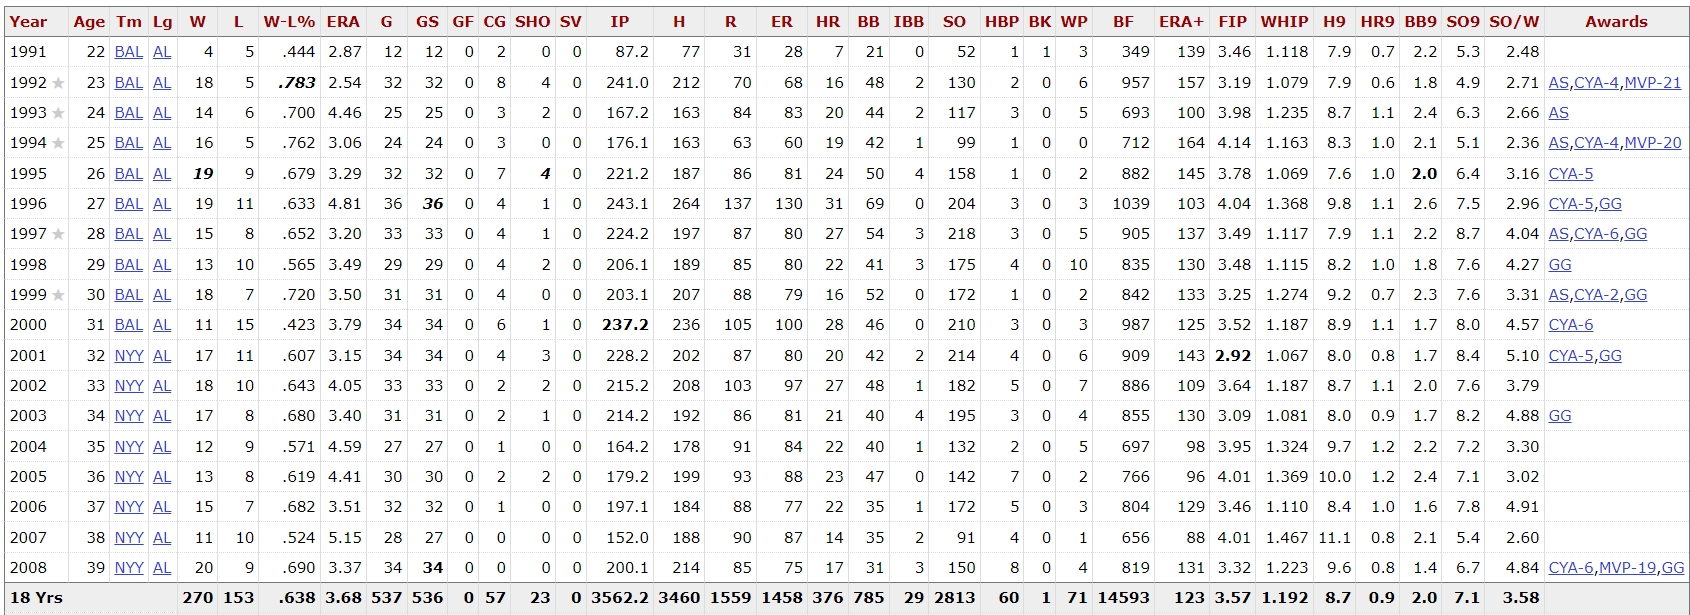 Year Age Tm Lg W L W-L% ERA G GS GF CG SHO SV IP H R ER HR BB IBB SO HBP BK WP BF ERA+ FIP WHIP H9 HR9 BB9 SO9 SO/W Awards
1991 22 BAL AL 4 5 .444 2.87 12 12 0 2 0 0 87.2 77 31 28 7 21 0 52 1 1 3 349 139 3.46 1.118 7.9 0.7 2.2 5.3 2.48
1992 ★ 23 BAL AL 18 5 .783 2.54 32 32 0 8 4 0 241.0 212 70 68 16 48 2 130 2 0 6 957 157 3.19 1.079 7.9 0.6 1.8 4.9 2.71 AS,CYA-4,MVP-21
1993 ★ 24 BAL AL 14 6 .700 4.46 25 25 0 3 2 0 167.2 163 84 83 20 44 2 117 3 0 5 693 100 3.98 1.235 8.7 1.1 2.4 6.3 2.66 AS
1994 ★ 25 BAL AL 16 5 .762 3.06 24 24 0 3 0 0 176.1 163 63 60 19 42 1 99 1 0 0 712 164 4.14 1.163 8.3 1.0 2.1 5.1 2.36 AS,CYA-4,MVP-20
1995 26 BAL AL 19 9 .679 3.29 32 32 0 7 4 0 221.2 187 86 81 24 50 4 158 1 0 2 882 145 3.78 1.069 7.6 1.0 2.0 6.4 3.16 CYA-5
1996 27 BAL AL 19 11 .633 4.81 36 36 0 4 1 0 243.1 264 137 130 31 69 0 204 3 0 3 1039 103 4.04 1.368 9.8 1.1 2.6 7.5 2.96 CYA-5,GG
1997 ★ 28 BAL AL 15 8 .652 3.20 33 33 0 4 1 0 224.2 197 87 80 27 54 3 218 3 0 5 905 137 3.49 1.117 7.9 1.1 2.2 8.7 4.04 AS,CYA-6,GG
1998 29 BAL AL 13 10 .565 3.49 29 29 0 4 2 0 206.1 189 85 80 22 41 3 175 4 0 10 835 130 3.48 1.115 8.2 1.0 1.8 7.6 4.27 GG
1999 ★ 30 BAL AL 18 7 .720 3.50 31 31 0 4 0 0 203.1 207 88 79 16 52 0 172 1 0 2 842 133 3.25 1.274 9.2 0.7 2.3 7.6 3.31 AS,CYA-2,GG
2000 31 BAL AL 11 15 .423 3.79 34 34 0 6 1 0 237.2 236 105 100 28 46 0 210 3 0 3 987 125 3.52 1.187 8.9 1.1 1.7 8.0 4.57 CYA-6
2001 32 NYY AL 17 11 .607 3.15 34 34 0 4 3 0 228.2 202 87 80 20 42 2 214 4 0 6 909 143 2.92 1.067 8.0 0.8 1.7 8.4 5.10 CYA-5,GG
2002 33 NYY AL 18 10 .643 4.05 33 33 0 2 2 0 215.2 208 103 97 27 48 1 182 5 0 7 886 109 3.64 1.187 8.7 1.1 2.0 7.6 3.79
2003 34 NYY AL 17 8 .680 3.40 31 31 0 2 1 0 214.2 192 86 81 21 40 4 195 3 0 4 855 130 3.09 1.081 8.0 0.9 1.7 8.2 4.88 GG
2004 35 NYY AL 12 9 .571 4.59 27 27 0 1 0 0 164.2 178 91 84 22 40 1 132 2 0 5 697 98 3.95 1.324 9.7 1.2 2.2 7.2 3.30
2005 36 NYY AL 13 8 .619 4.41 30 30 0 2 2 0 179.2 199 93 88 23 47 0 142 7 0 2 766 96 4.01 1.369 10.0 1.2 2.4 7.1 3.02
2006 37 NYY AL 15 7 .682 3.51 32 32 0 1 0 0 197.1 184 88 77 22 35 1 172 5 0 3 804 129 3.46 1.110 8.4 1.0 1.6 7.8 4.91
2007 38 NYY AL 11 10 .524 5.15 28 27 0 0 0 0 152.0 188 90 87 14 35 2 91 4 0 1 656 88 4.01 1.467 11.1 0.8 2.1 5.4 2.60
2008 39 NYY AL 20 9 .690 3.37 34 34 0 0 0 0 200.1 214 85 75 17 31 3 150 8 0 4 819 131 3.32 1.223 9.6 0.8 1.4 6.7 4.84 CYA-6,MVP-19,GG
18 Yrs 270 153 .638 3.68 537 536 0 57 23 0 3562.2 3460 1559 1458 376 785 29 2813 60 1 71 14593 123 3.57 1.192 8.7 0.9 2.0 7.1 3.58